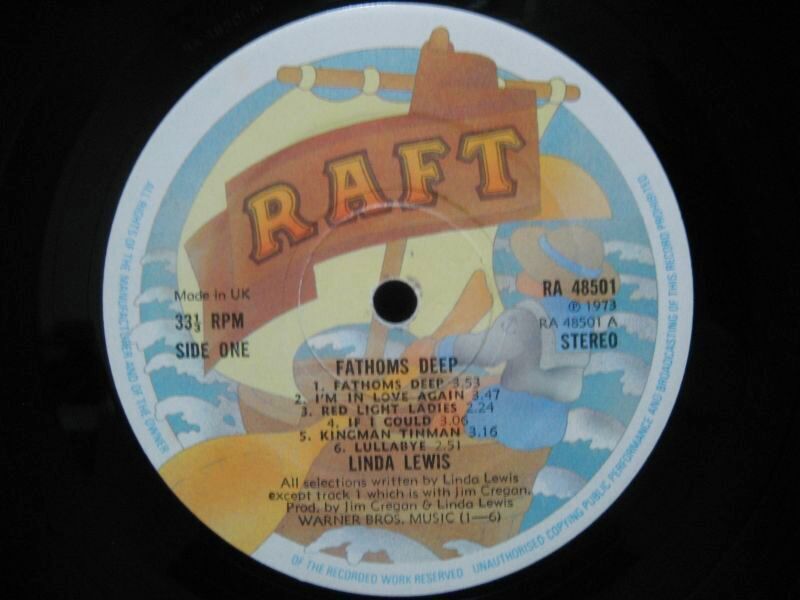 RAFT
Made in UK
33⅓ RPM
SIDE ONE
RA 48501
℗ 1973
RA 48501 A
STEREO
FATHOMS DEEP
1. FATHOMS DEEP 3.53
2. I'M IN LOVE AGAIN 3.47
3. RED LIGHT LADIES 2.24
4. IF I COULD 3.06
5. KINGMAN TINMAN 3.16
6. LULLABYE 2.51
LINDA LEWIS
All selections written by Linda Lewis
except track 1 which is with Jim Cregan.
Prod. by Jim Cregan & Linda Lewis
WARNER BROS. MUSIC (1—6)
ALL RIGHTS OF THE MANUFACTURER AND OF THE OWNER
OF THE RECORDED WORK RESERVED
UNAUTHORISED COPYING PUBLIC PERFORMANCE AND BROADCASTING OF THIS RECORD PROHIBITED